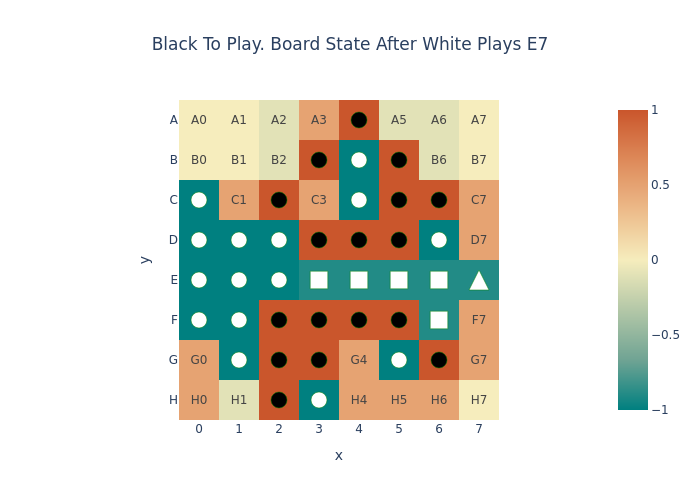 Black To Play. Board State After White Plays E7
A A0 A1 A2 A3 A5 A6 A7
B B0 B1 B2 B6 B7
C C1 C3 C7
D D7
E
F F7
G G0 G4 G7
H H0 H1 H4 H5 H6 H7
0 1 2 3 4 5 6 7
x
y
1
0.5
0
−0.5
−1